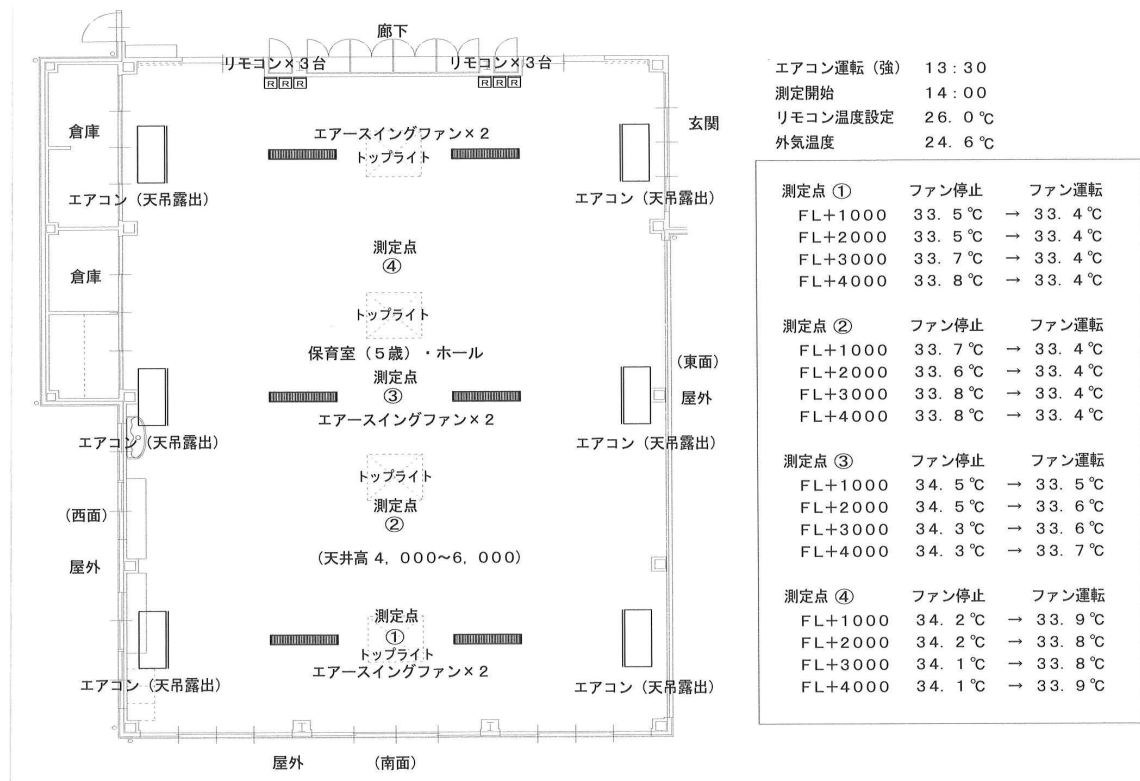 廊下
リモコン×3台
リモコン×3台
R R R
R R R
倉庫
エアースイングファン×2
トップライト
玄関
エアコン（天吊露出）
エアコン（天吊露出）
測定点
④
倉庫
トップライト
保育室（5歳）・ホール
測定点
③
（東面）
屋外
エアースイングファン×2
エアコン（天吊露出）
エアコン（天吊露出）
トップライト
測定点
②
（西面）
屋外
（天井高 4，000～6，000）
測定点
①
トップライト
エアースイングファン×2
エアコン（天吊露出）
エアコン（天吊露出）
屋外
（南面）
エアコン運転（強） 13：30
測定開始 14：00
リモコン温度設定 26．0℃
外気温度 24．6℃
測定点 ① ファン停止 ファン運転
FL+1000 33．5℃ → 33．4℃
FL+2000 33．5℃ → 33．4℃
FL+3000 33．7℃ → 33．4℃
FL+4000 33．8℃ → 33．4℃
測定点 ② ファン停止 ファン運転
FL+1000 33．7℃ → 33．4℃
FL+2000 33．6℃ → 33．4℃
FL+3000 33．8℃ → 33．4℃
FL+4000 33．8℃ → 33．4℃
測定点 ③ ファン停止 ファン運転
FL+1000 34．5℃ → 33．5℃
FL+2000 34．5℃ → 33．6℃
FL+3000 34．3℃ → 33．6℃
FL+4000 34．3℃ → 33．7℃
測定点 ④ ファン停止 ファン運転
FL+1000 34．2℃ → 33．9℃
FL+2000 34．2℃ → 33．8℃
FL+3000 34．1℃ → 33．8℃
FL+4000 34．1℃ → 33．9℃